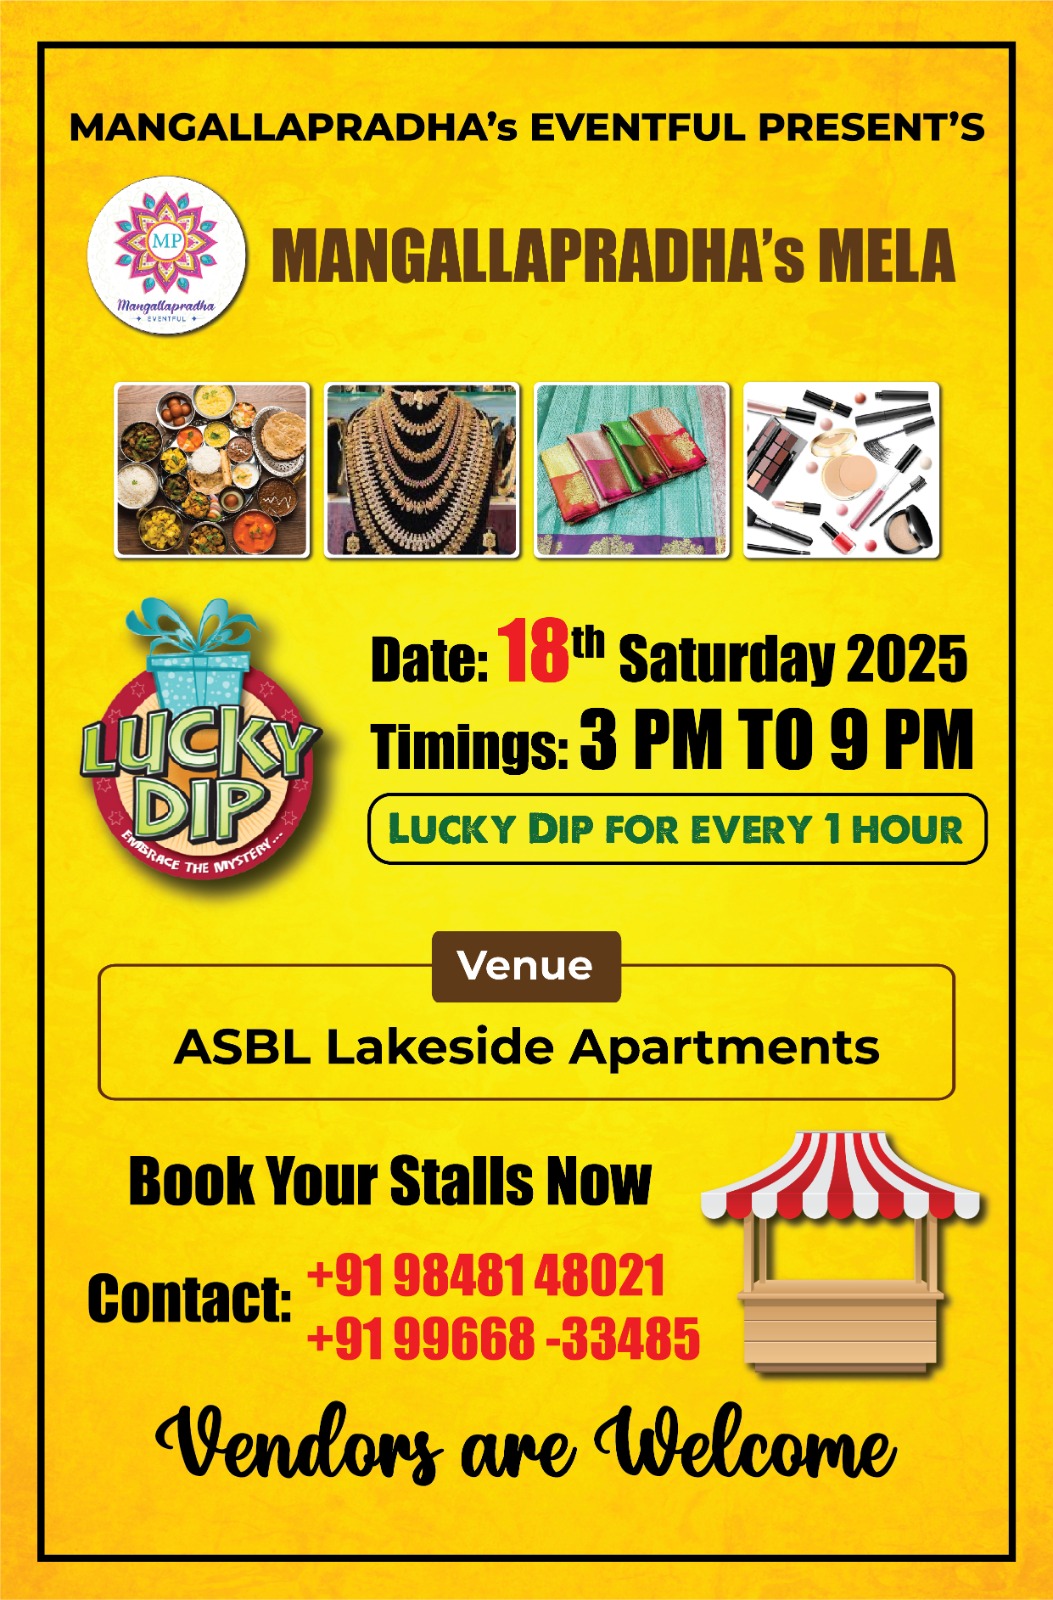 MANGALLAPRADHA’s EVENTFUL PRESENT’S
MP
Mangallapradha
EVENTFUL
MANGALLAPRADHA’s MELA
LUCKY
DIP
EMBRACE THE MYSTERY...
Date: 18th Saturday 2025
Timings: 3 PM TO 9 PM
LUCKY DIP FOR EVERY 1 HOUR
Venue
ASBL Lakeside Apartments
Book Your Stalls Now
Contact:
+91 98481 48021
+91 99668 -33485
Vendors are Welcome